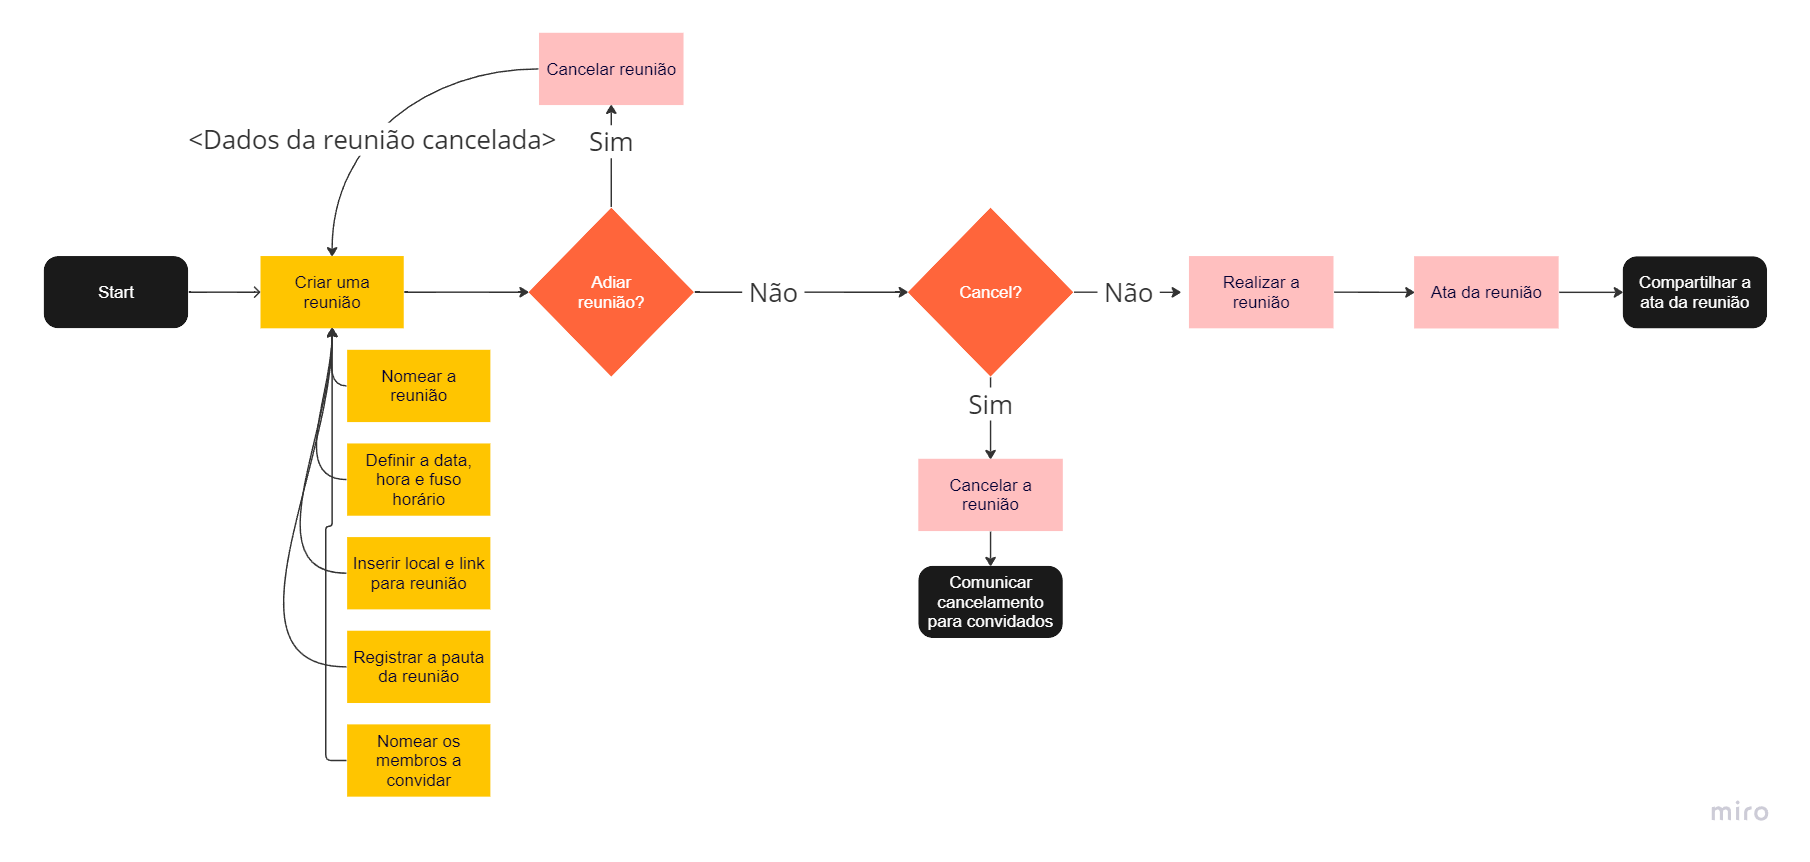 Cancelar reunião
<Dados da reunião cancelada>
Sim
Start
Criar uma
reunião
Adiar
reunião?
Não
Cancel?
Não
Realizar a
reunião
Ata da reunião
Compartilhar a
ata da reunião
Nomear a
reunião
Definir a data,
hora e fuso
horário
Inserir local e link
para reunião
Registrar a pauta
da reunião
Nomear os
membros a
convidar
Sim
Cancelar a
reunião
Comunicar
cancelamento
para convidados
miro